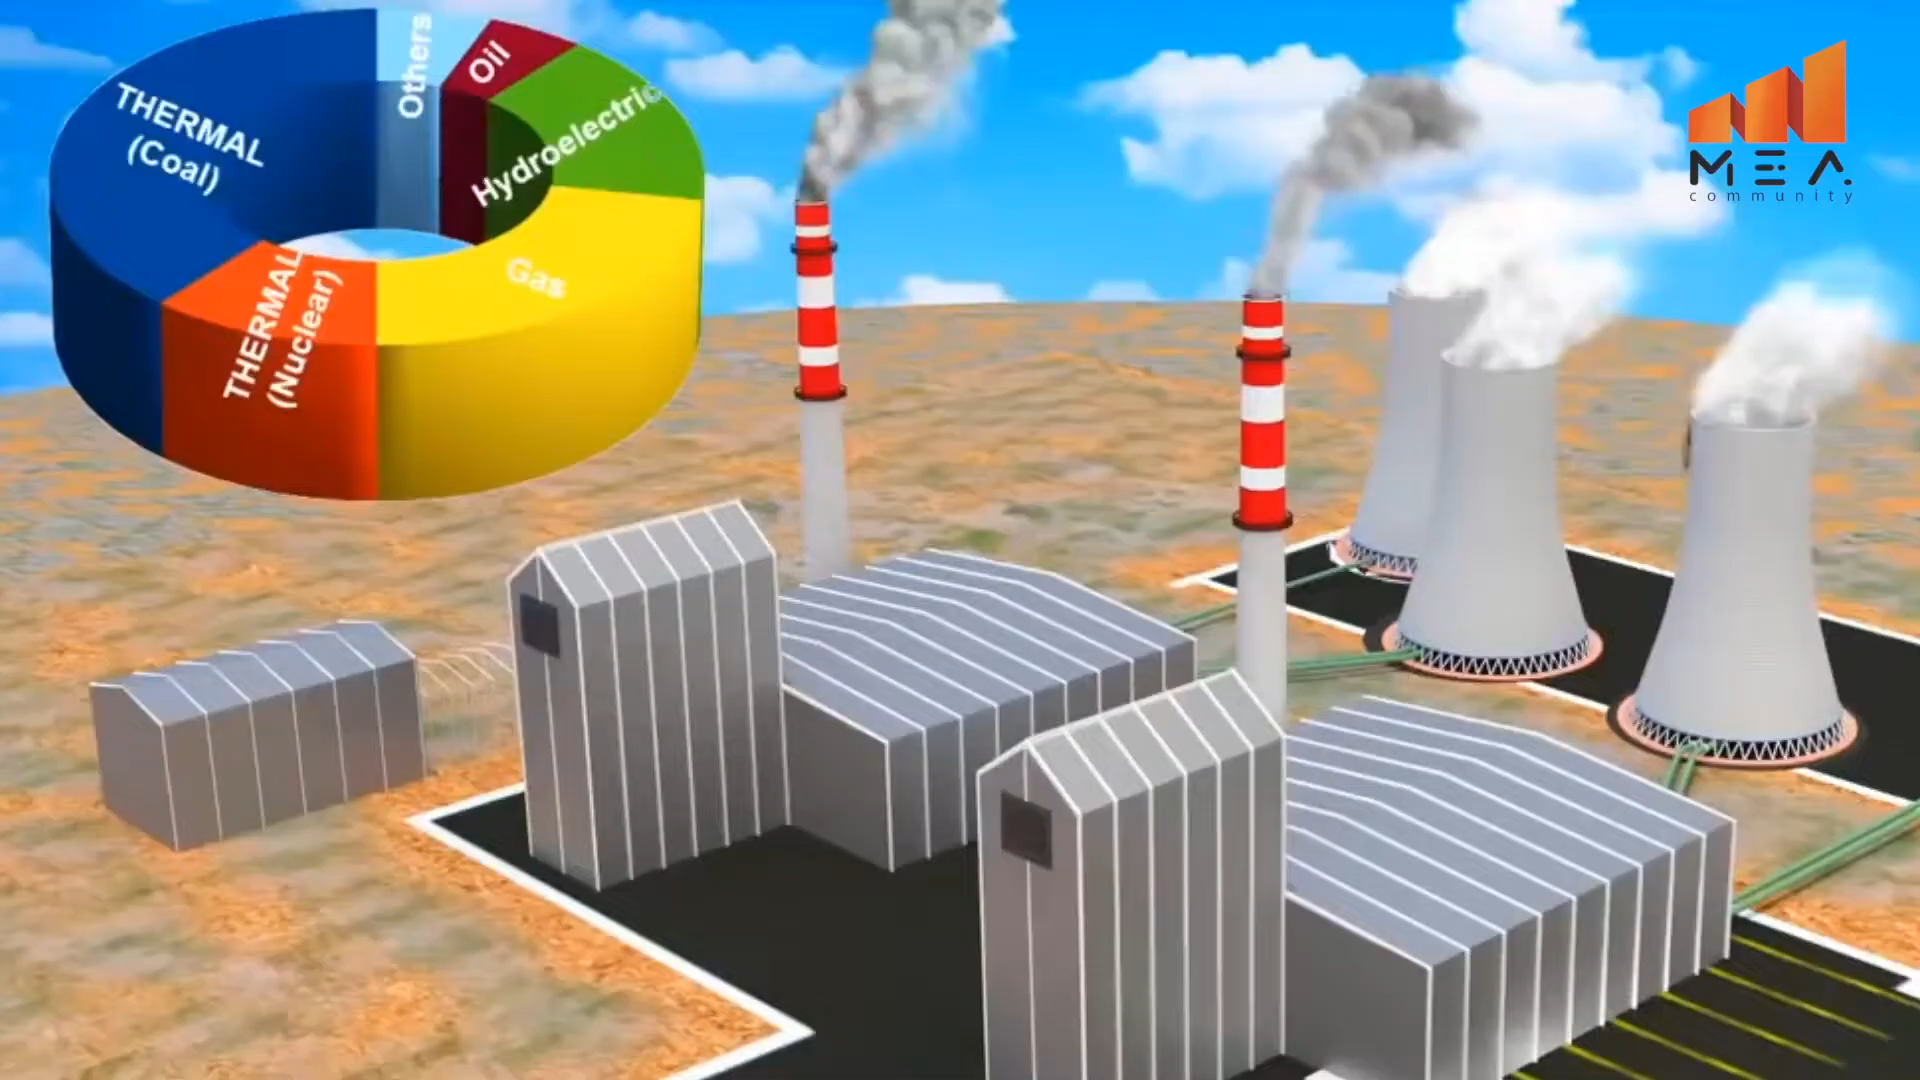 THERMAL
(Coal)
Others
Oil
Hydroelectric
Gas
THERMAL
(Nuclear)
MEA.
community